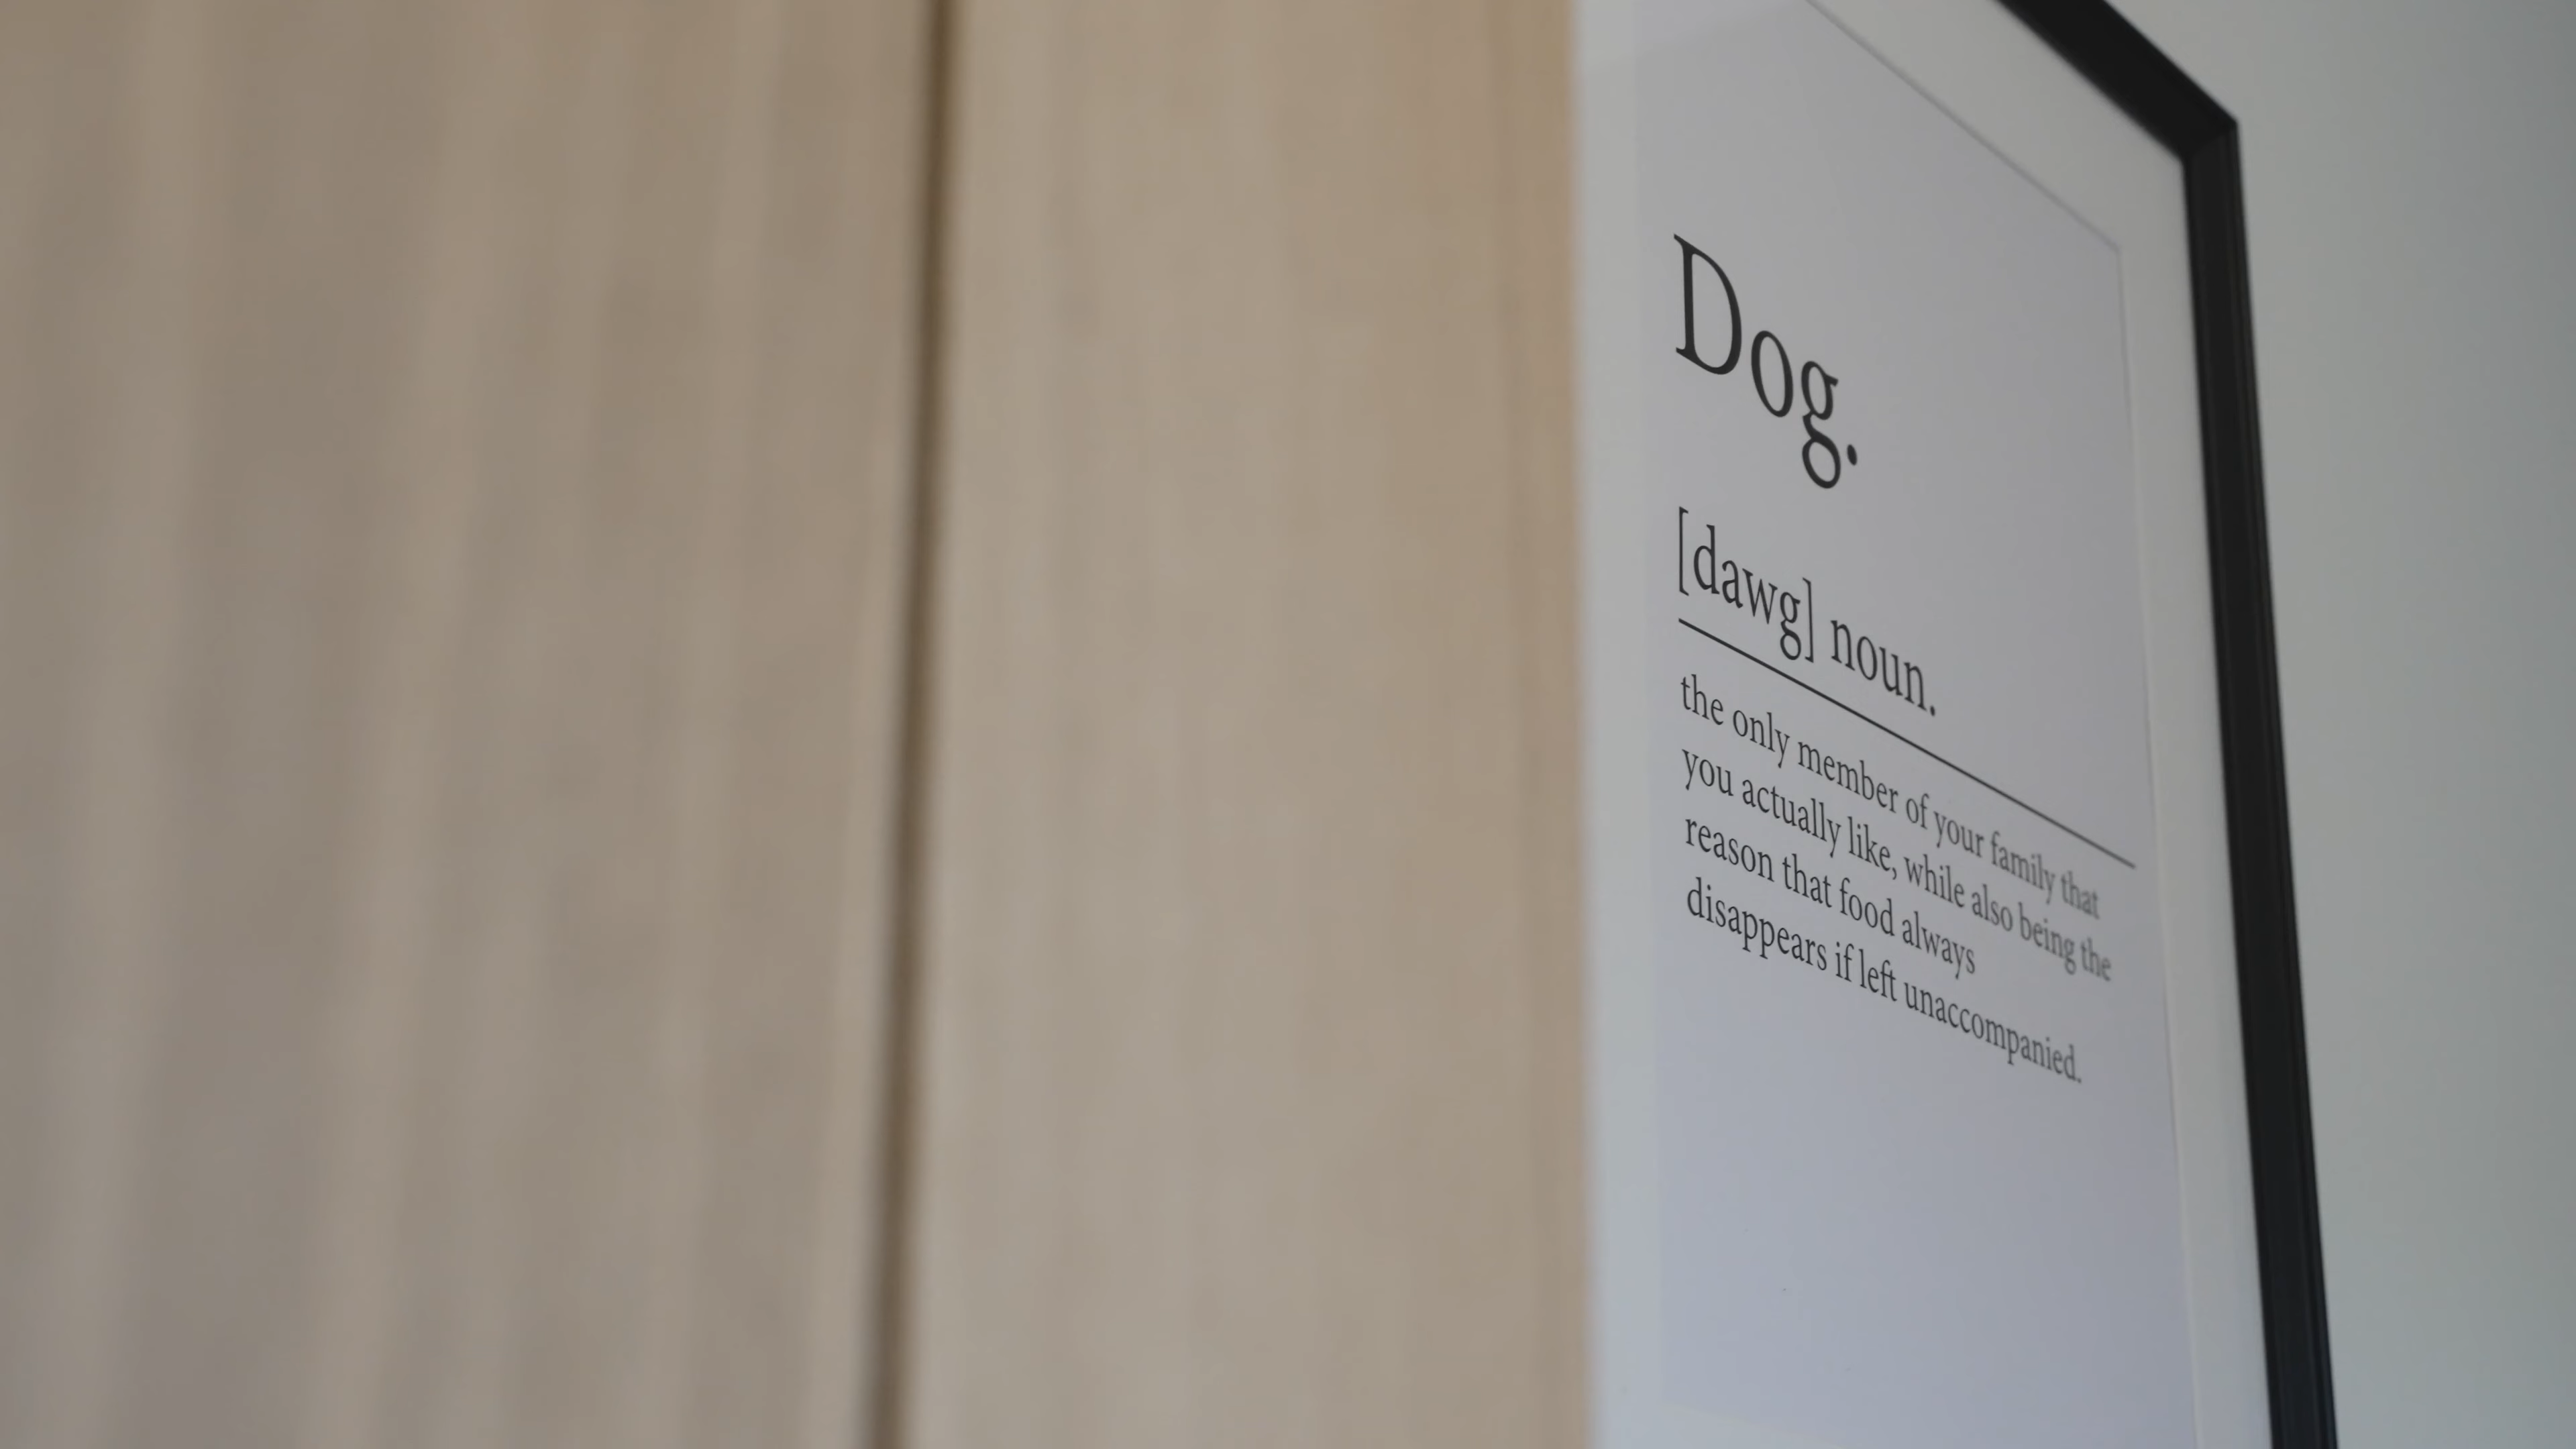 Dog.
[dawg] noun.
the only member of your family that
you actually like, while also being the
reason that food always
disappears if left unaccompanied.